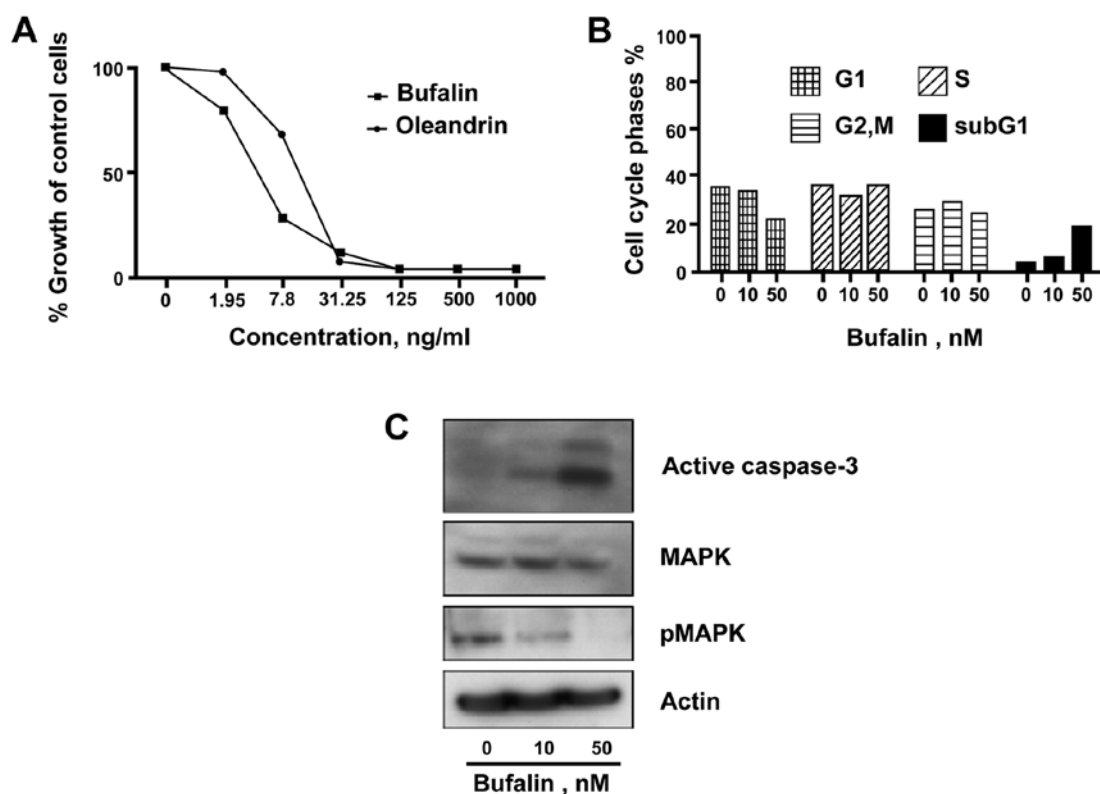 A
% Growth of control cells
100
50
0
Bufalin
Oleandrin
0 1.95 7.8 31.25 125 500 1000
Concentration, ng/ml
B
Cell cycle phases %
100
80
60
40
20
0
G1 S
G2,M subG1
0 10 50 0 10 50 0 10 50 0 10 50
Bufalin , nM
C
Active caspase-3
MAPK
pMAPK
Actin
0 10 50
Bufalin , nM